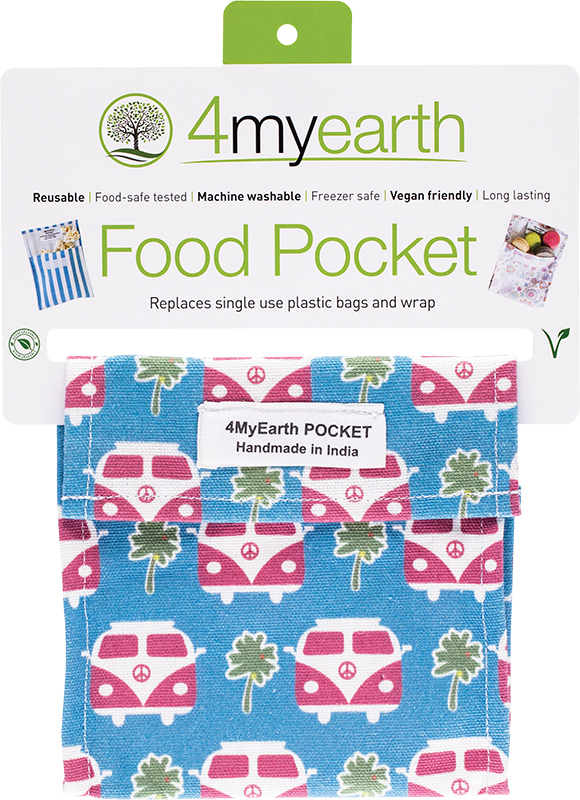 4myearth
Reusable | Food-safe tested | Machine washable | Freezer safe | Vegan friendly | Long lasting
Food Pocket
Replaces single use plastic bags and wrap
4MyEarth POCKET
Handmade in India